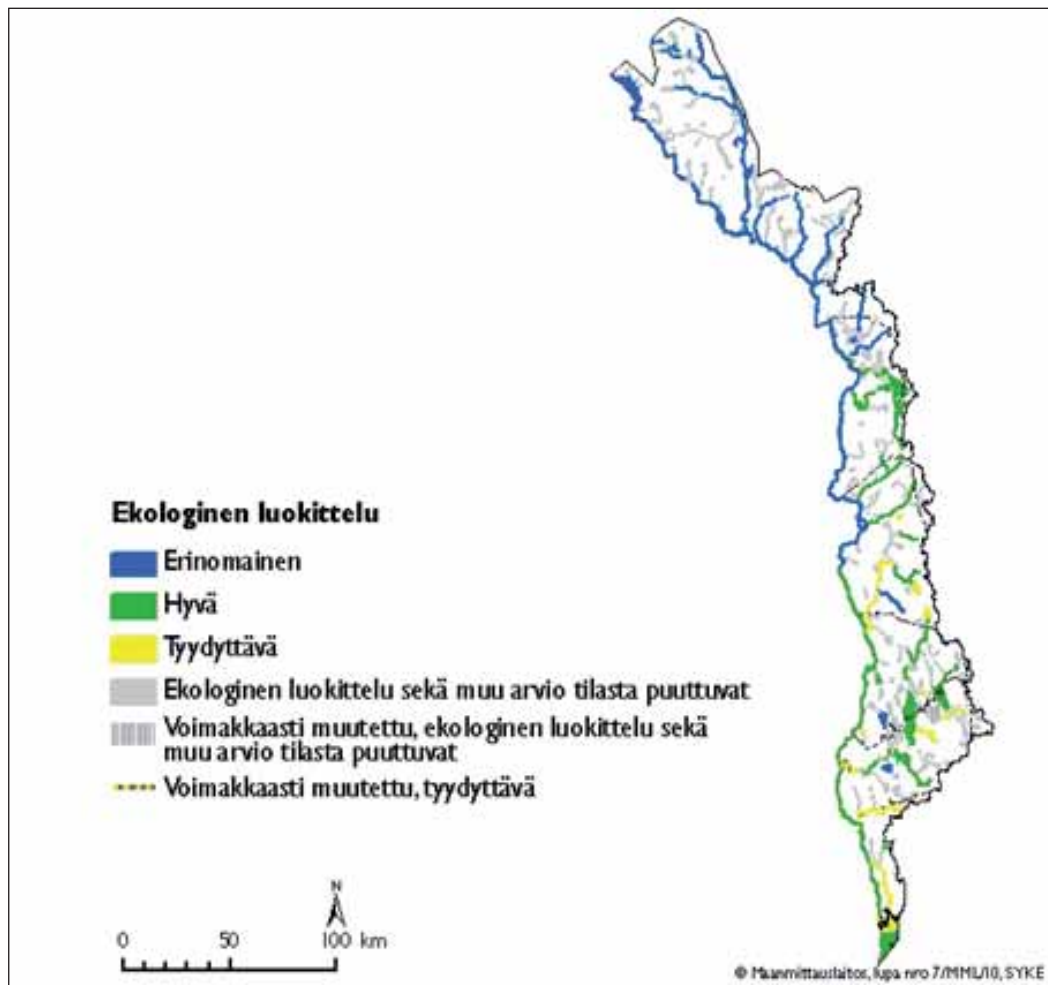 Ekologinen luokittelu
Erinomainen
Hyvä
Tyydyttävä
Ekologinen luokittelu sekä muu arvio tilasta puuttuvat
Voimakkaasti muutettu, ekologinen luokittelu sekä
muu arvio tilasta puuttuvat
Voimakkaasti muutettu, tyydyttävä
N
0 50 100 km
© Maanmittauslaitos, lupa nro 7/MML/10, SYKE